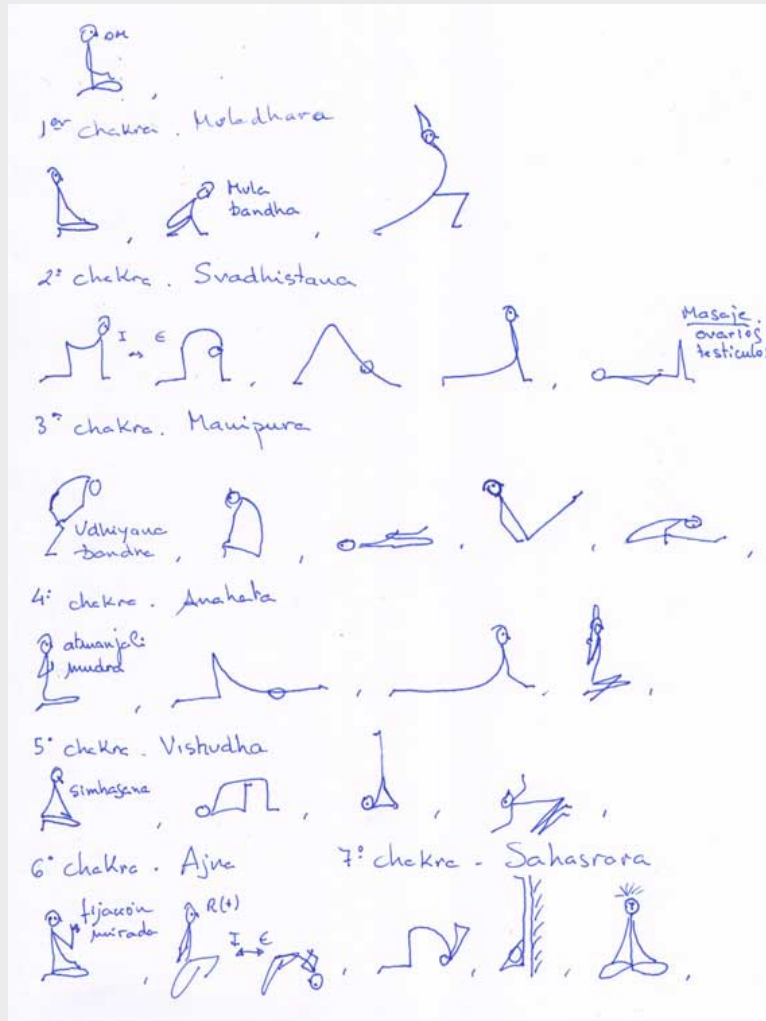 OM
1er chakra. Muladhara
Mula
bandha
2º chakra. Svadhistana
I ↔ E
Masaje
ovarios
testiculos
3er chakra. Manipura
Udhiyana
bandha
4º chakra. Anahata
atmanjali
mudra
5º chakra. Vishudha
simhasana
6º chakra. Ajna
7º chakra - Sahasrara
fijación
mirada
R(+)
I ↔ E